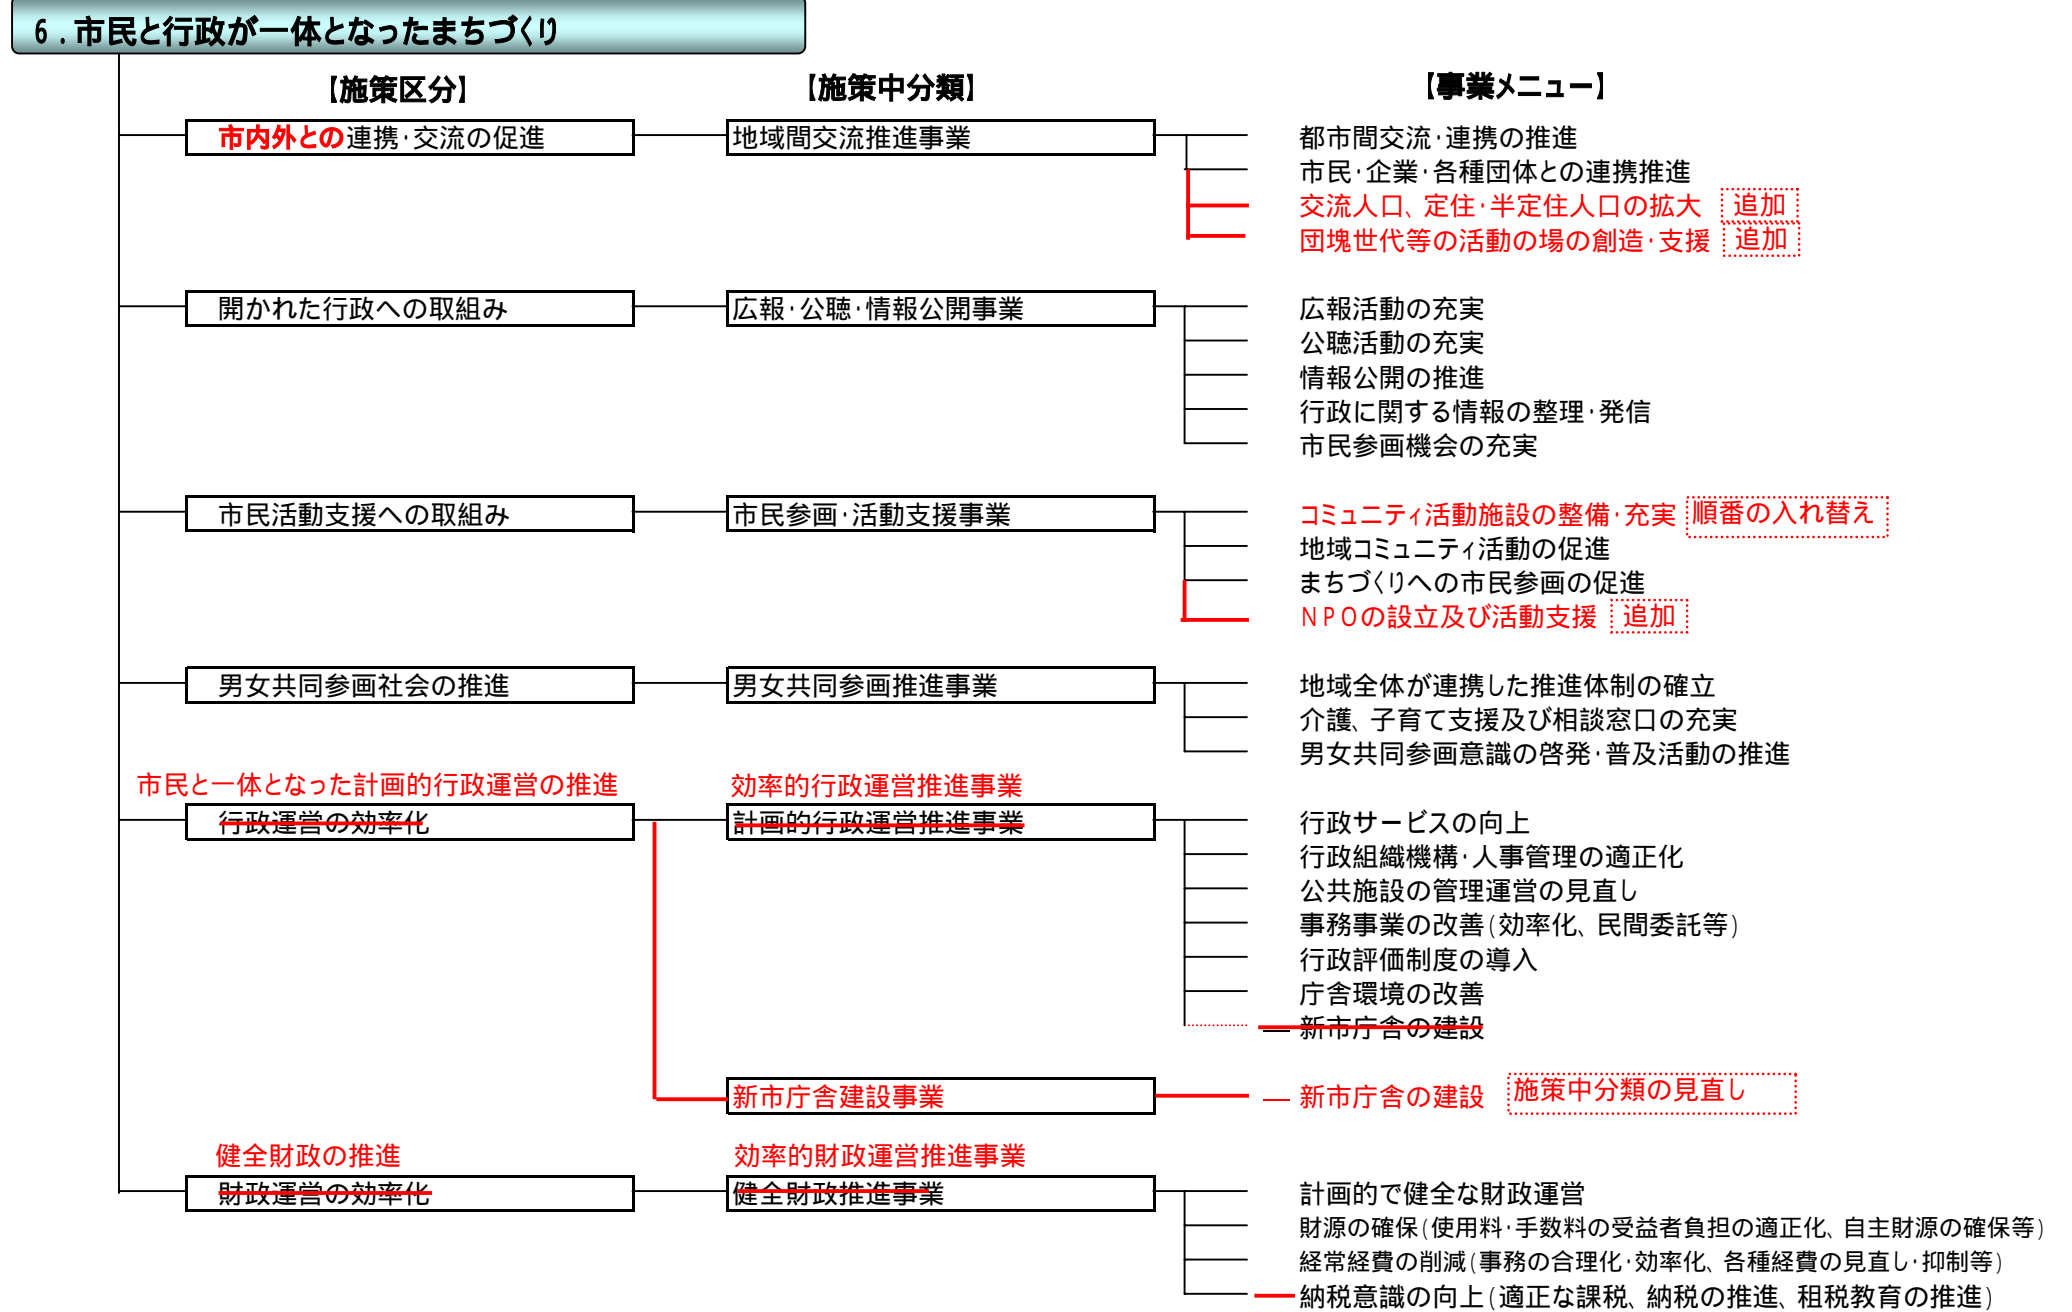 6．市民と行政が一体となったまちづくり
【施策区分】 【施策中分類】 【事業メニュー】
市内外との連携・交流の促進 地域間交流推進事業 都市間交流・連携の推進
市民・企業・各種団体との連携推進
交流人口、定住・半定住人口の拡大 追加
団塊世代等の活動の場の創造・支援 追加
開かれた行政への取組み 広報・公聴・情報公開事業 広報活動の充実
公聴活動の充実
情報公開の推進
行政に関する情報の整理・発信
市民参画機会の充実
市民活動支援への取組み 市民参画・活動支援事業 コミュニティ活動施設の整備・充実 順番の入れ替え
地域コミュニティ活動の促進
まちづくりへの市民参画の促進
NPOの設立及び活動支援 追加
男女共同参画社会の推進 男女共同参画推進事業 地域全体が連携した推進体制の確立
介護、子育て支援及び相談窓口の充実
男女共同参画意識の啓発・普及活動の推進
市民と一体となった計画的行政運営の推進 効率的行政運営推進事業
行政運営の効率化 計画的行政運営推進事業 行政サービスの向上
行政組織機構・人事管理の適正化
公共施設の管理運営の見直し
事務事業の改善(効率化、民間委託等)
行政評価制度の導入
庁舎環境の改善
新市庁舎の建設
新市庁舎建設事業 新市庁舎の建設 施策中分類の見直し
健全財政の推進 効率的財政運営推進事業
財政運営の効率化 健全財政推進事業 計画的で健全な財政運営
財源の確保(使用料・手数料の受益者負担の適正化、自主財源の確保等)
経常経費の削減(事務の合理化・効率化、各種経費の見直し・抑制等)
納税意識の向上(適正な課税、納税の推進、租税教育の推進)